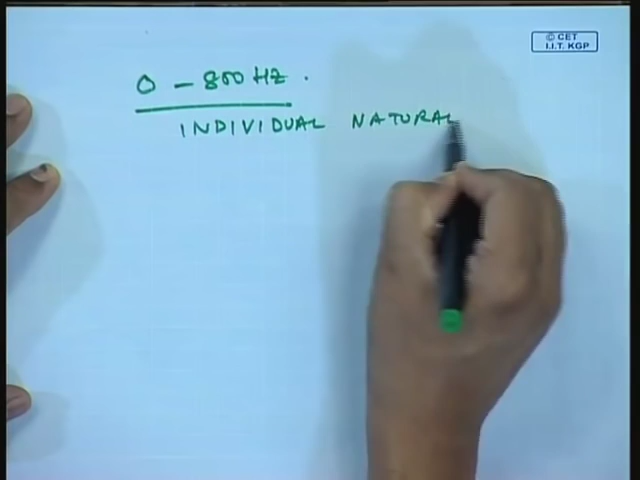 © CET
I.I.T. KGP
0 - 800 HZ.
INDIVIDUAL NATURAL